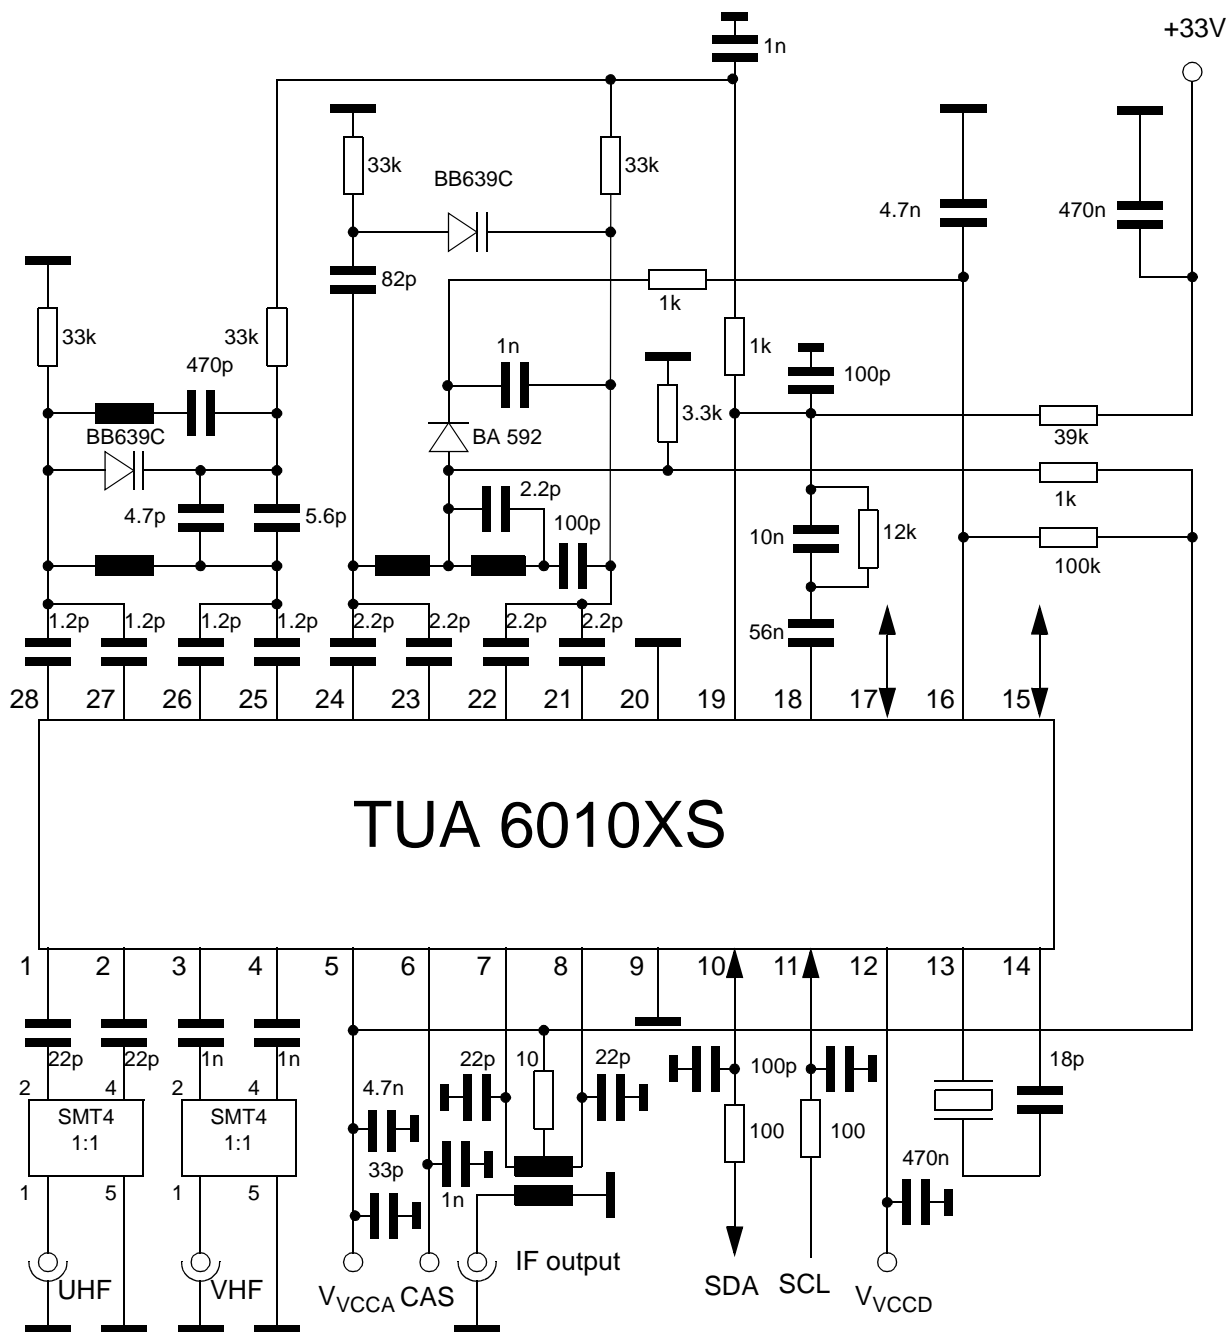 +33V
1n
33k
BB639C
33k
4.7n
470n
82p
1k
33k
33k
1n
1k
470p
100p
3.3k
39k
BB639C
BA 592
1k
2.2p
4.7p
5.6p
100p
10n
12k
100k
1.2p
1.2p
1.2p
1.2p
2.2p
2.2p
2.2p
2.2p
56n
28
27
26
25
24
23
22
21
20
19
18
17
16
15
TUA 6010XS
1
2
3
4
5
6
7
8
9
10
11
12
13
14
22p
22p
1n
1n
22p
10
22p
100p
18p
2
4
2
4
4.7n
SMT4
1:1
SMT4
1:1
100
100
33p
470n
1
5
1
5
1n
UHF
VHF
VVCCA
CAS
IF output
SDA
SCL
VVCCD